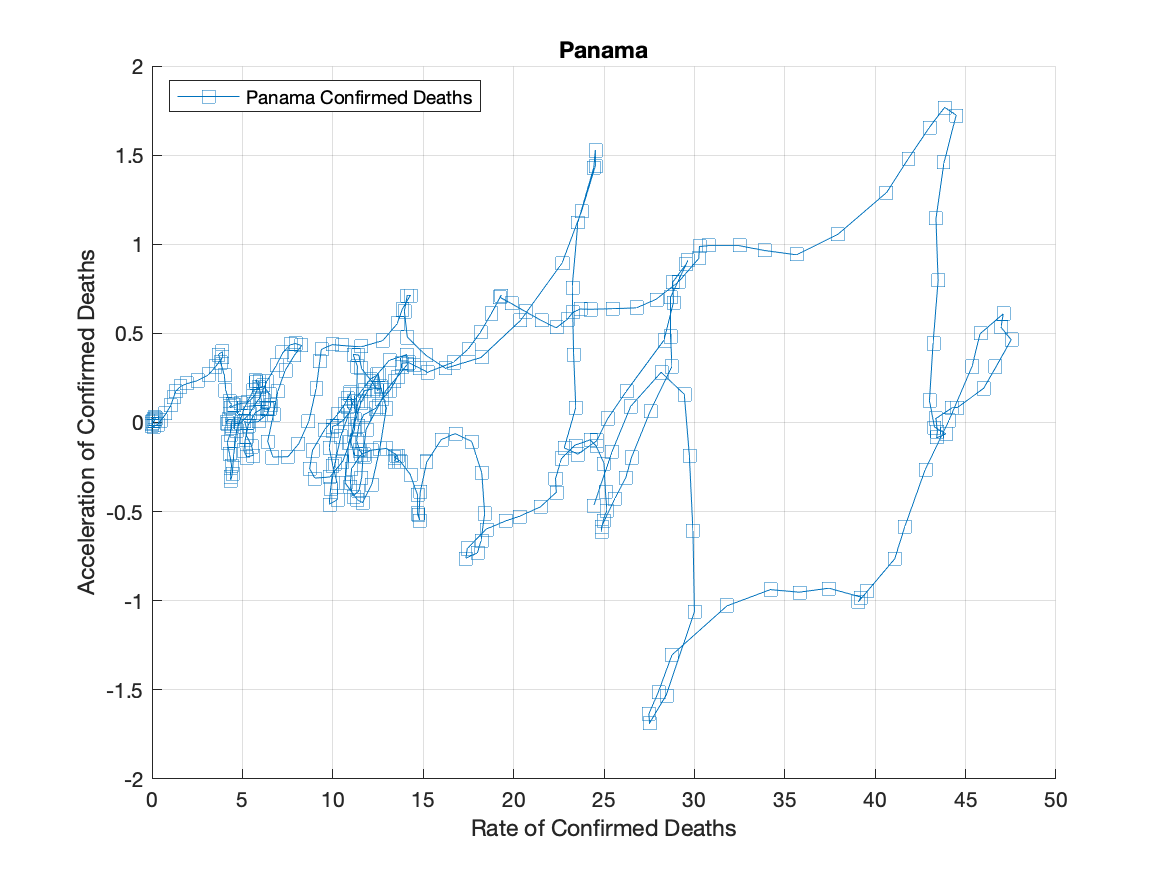 Panama
Panama Confirmed Deaths
2
1.5
1
0.5
0
-0.5
-1
-1.5
-2
Acceleration of Confirmed Deaths
0 5 10 15 20 25 30 35 40 45 50
Rate of Confirmed Deaths